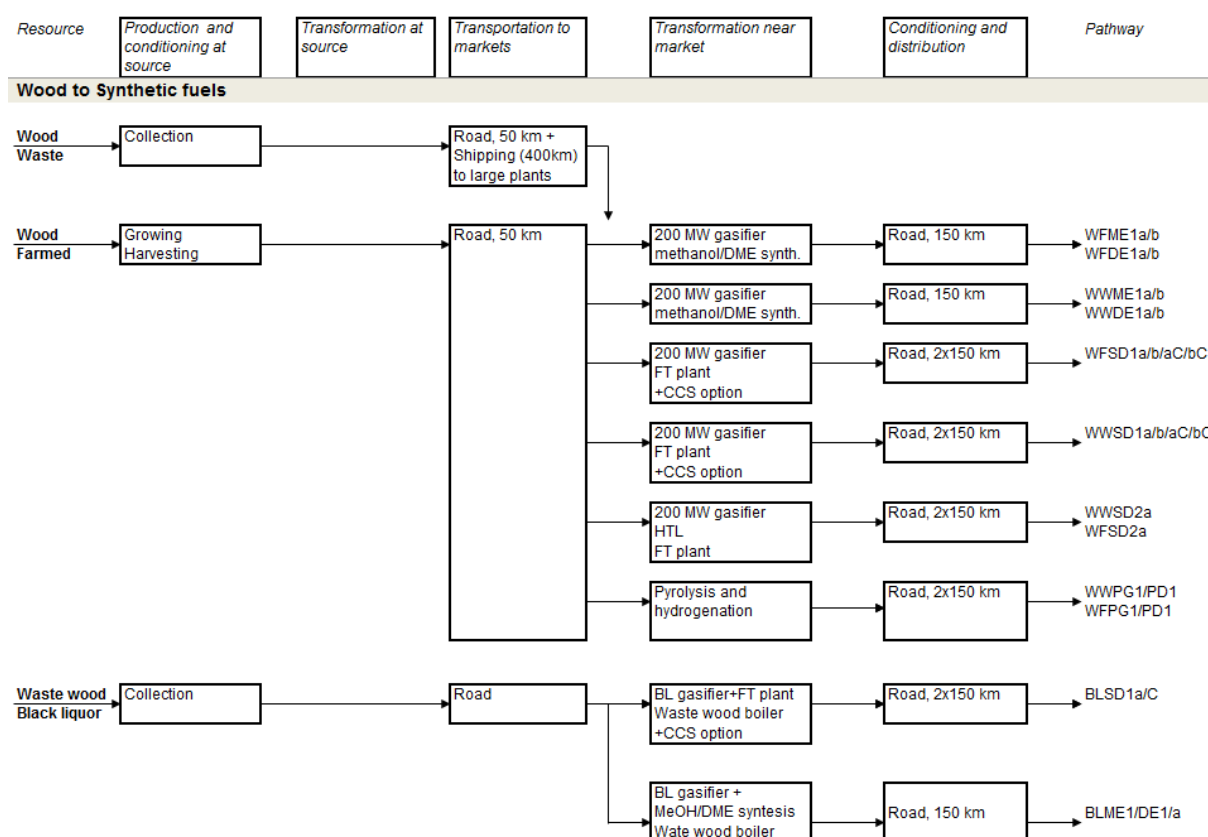 Resource
Production and
conditioning at
source
Transformation at
source
Transportation to
markets
Transformation near
market
Conditioning and
distribution
Pathway
Wood to Synthetic fuels
Wood
Waste
Collection
Road, 50 km +
Shipping (400km)
to large plants
Wood
Farmed
Growing
Harvesting
Road, 50 km
200 MW gasifier
methanol/DME synth.
Road, 150 km
WFME1a/b
WFDE1a/b
200 MW gasifier
methanol/DME synth.
Road, 150 km
WWME1a/b
WWDE1a/b
200 MW gasifier
FT plant
+CCS option
Road, 2x150 km
WFSD1a/b/aC/bC
200 MW gasifier
FT plant
+CCS option
Road, 2x150 km
WWSD1a/b/aC/bC
200 MW gasifier
HTL
FT plant
Road, 2x150 km
WWSD2a
WFSD2a
Pyrolysis and
hydrogenation
Road, 2x150 km
WWPG1/PD1
WFPG1/PD1
Waste wood
Black liquor
Collection
Road
BL gasifier+FT plant
Waste wood boiler
+CCS option
Road, 2x150 km
BLSD1a/C
BL gasifier +
MeOH/DME syntesis
Wate wood boiler
Road, 150 km
BLME1/DE1/a